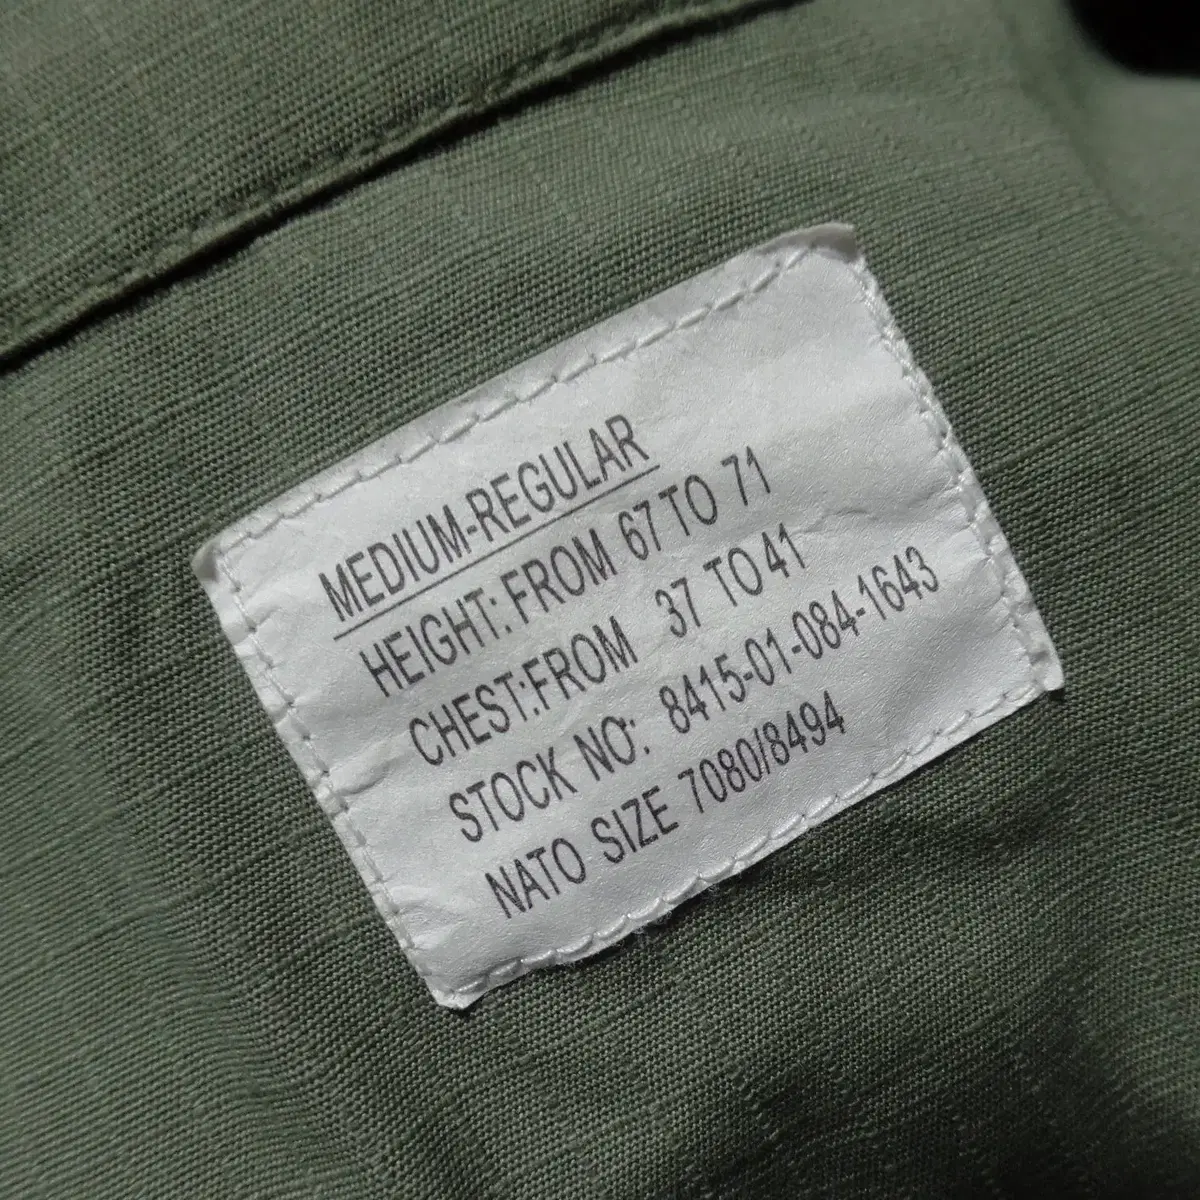 MEDIUM-REGULAR
HEIGHT: FROM 67 TO 71
CHEST:FROM 37 TO 41
STOCK NO: 8415-01-084-1643
NATO SIZE 7080/8494